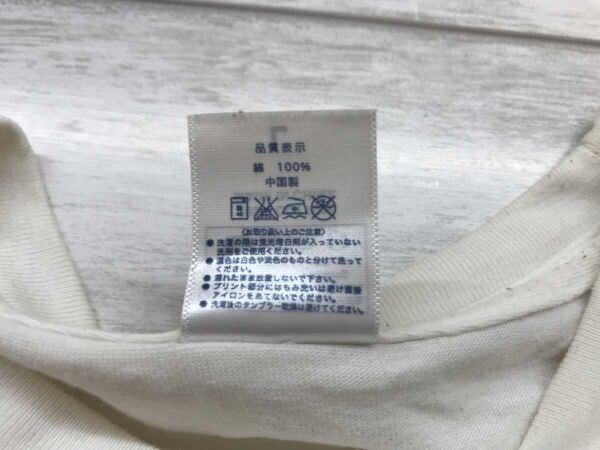 品質表示
綿 100%
中国製
《お取り扱い上のご注意》
●洗濯の際は蛍光増白剤が入っていない
洗剤をご使用ください。
●濃色は白色や淡色のものと分けて洗って
ください。
●濡れたまま放置しないで下さい。
●プリント部分にはもみ洗いは避け直接
アイロンをあてないでください。
●洗濯後のタンブラー乾燥は避けてください。